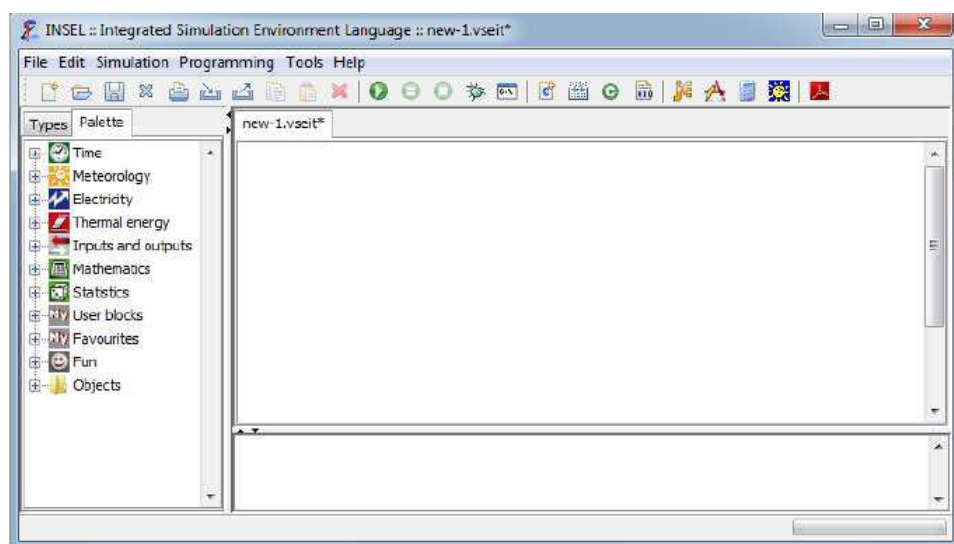 INSEL :: Integrated Simulation Environment Language :: new-1.vseit*
File Edit Simulation Programming Tools Help
Types Palette
new-1.vseit*
Time
Meteorology
Electricity
Thermal energy
Inputs and outputs
Mathematics
Statistics
User blocks
Favourites
Fun
Objects